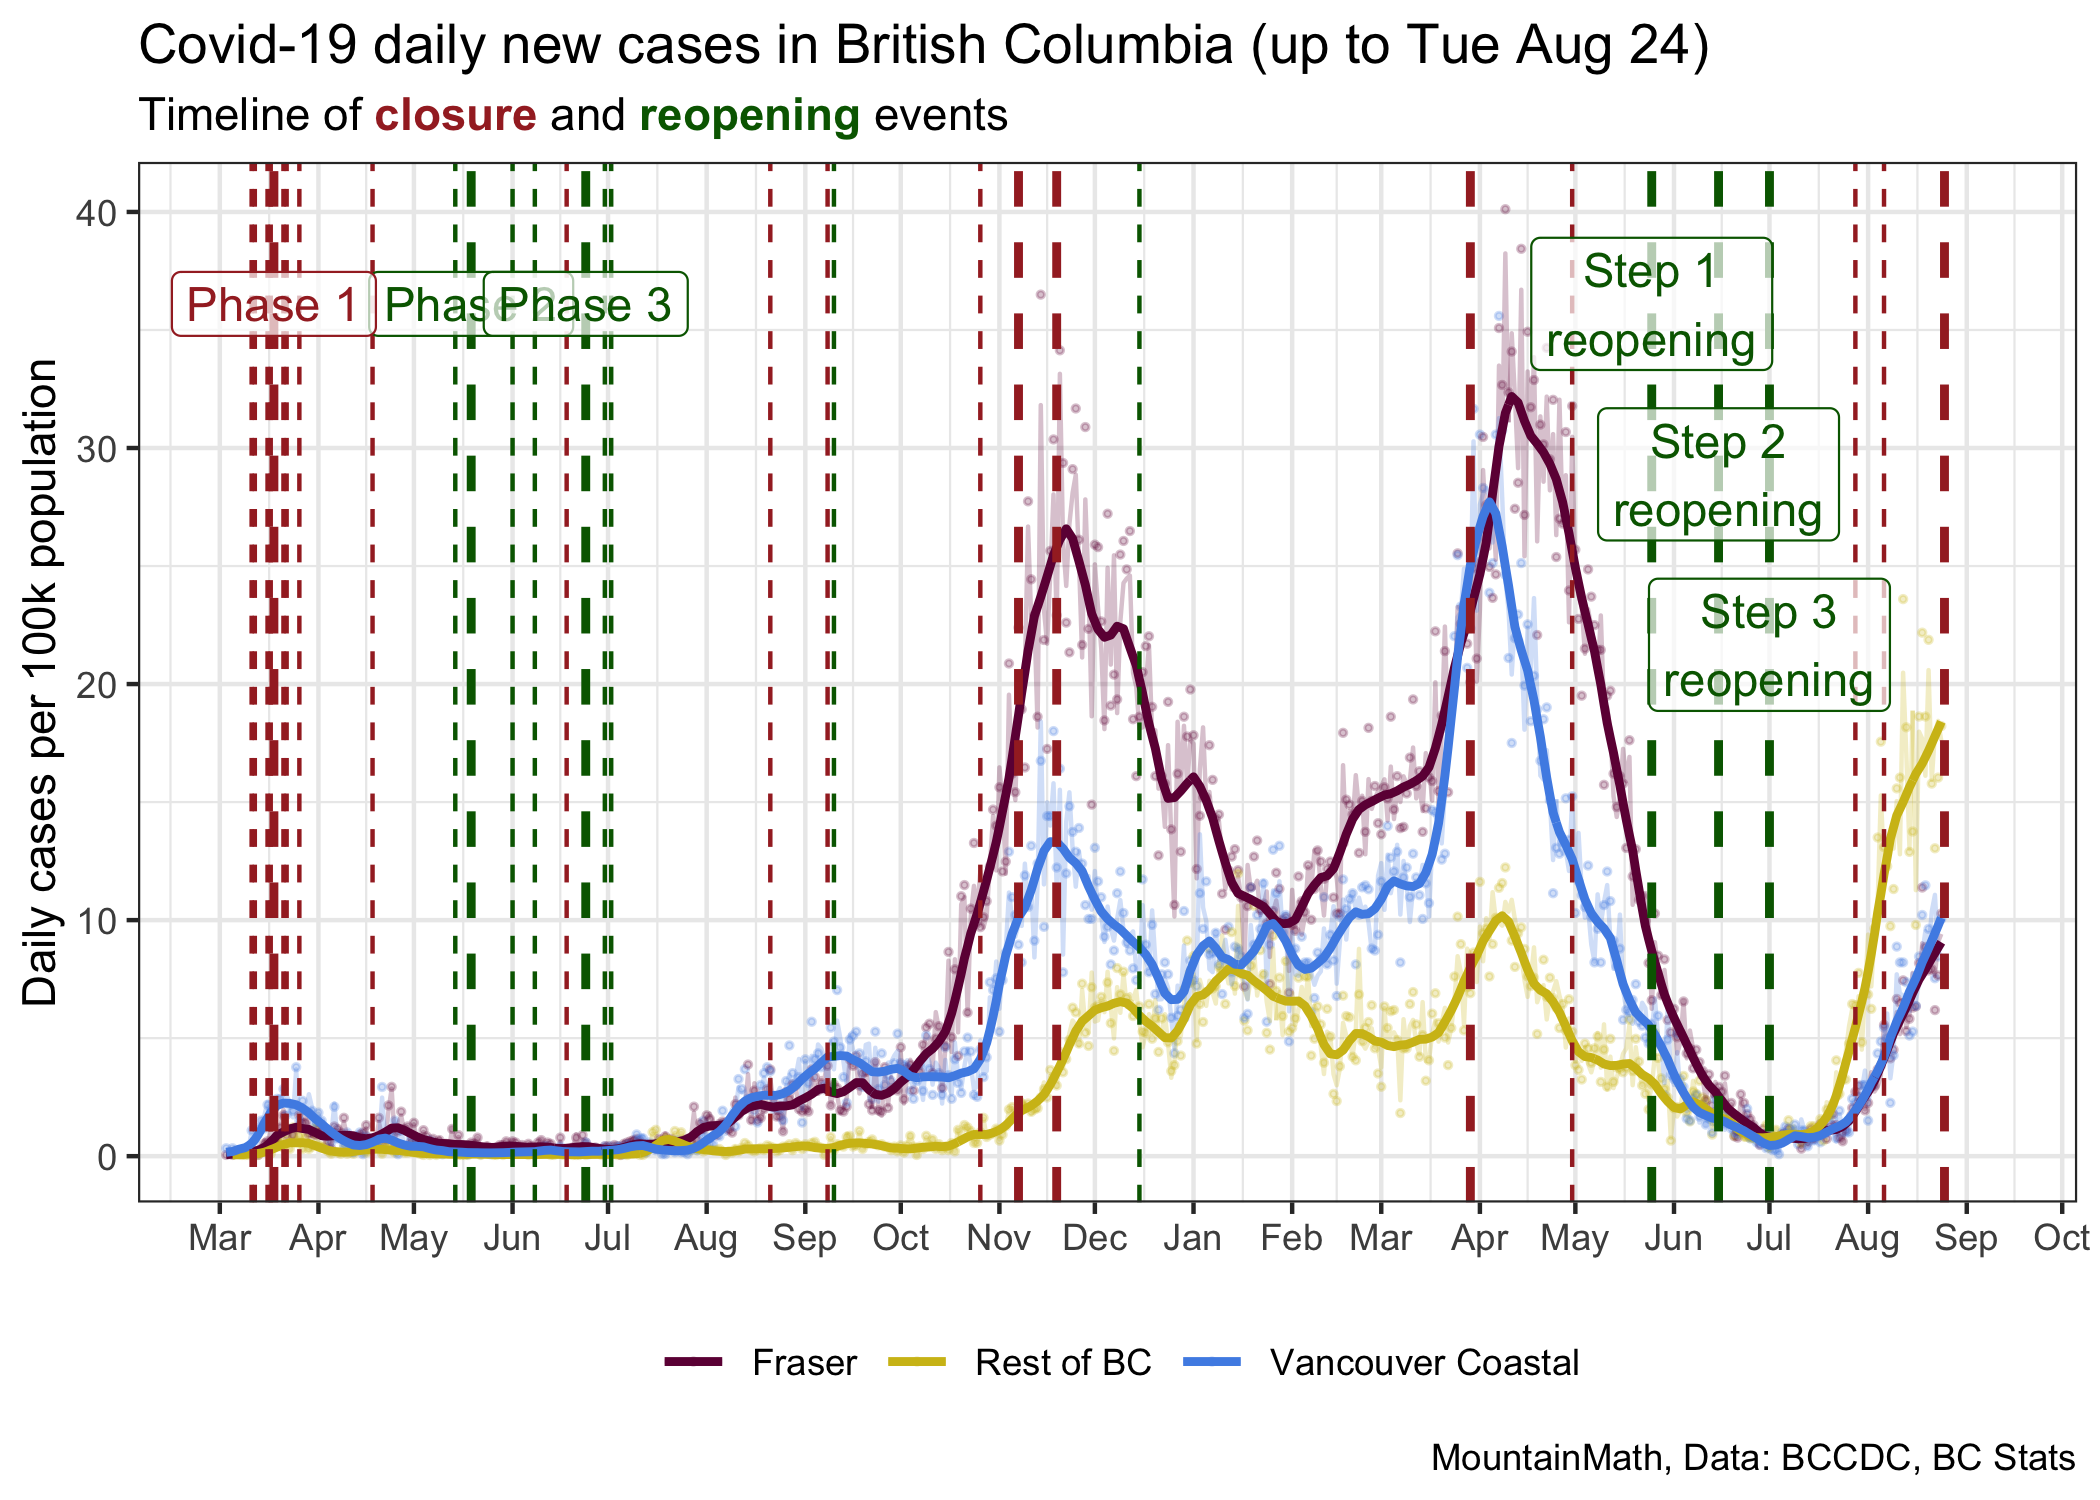 Covid-19 daily new cases in British Columbia (up to Tue Aug 24)
Timeline of closure and reopening events
Daily cases per 100k population
40
30
20
10
0
Phase 1
Phase 2
Phase 3
Step 1
reopening
Step 2
reopening
Step 3
reopening
Mar Apr May Jun Jul Aug Sep Oct Nov Dec Jan Feb Mar Apr May Jun Jul Aug Sep Oct
Fraser Rest of BC Vancouver Coastal
MountainMath, Data: BCCDC, BC Stats